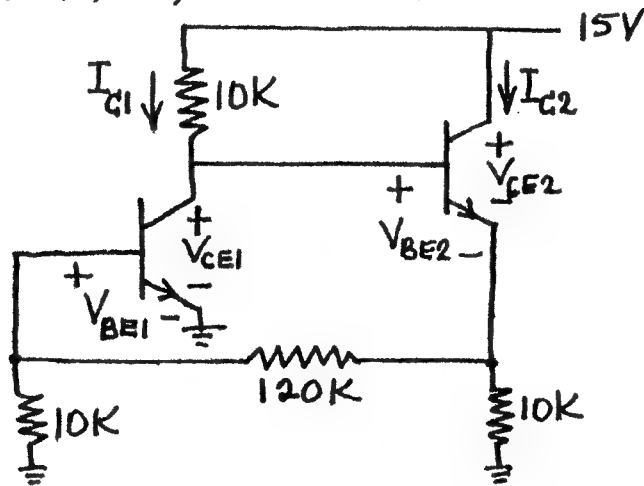 15V
I_C1
10K
I_C2
+
V_CE2
-
+
V_BE2 -
+
V_CE1
-
+
V_BE1 -
120K
10K
10K